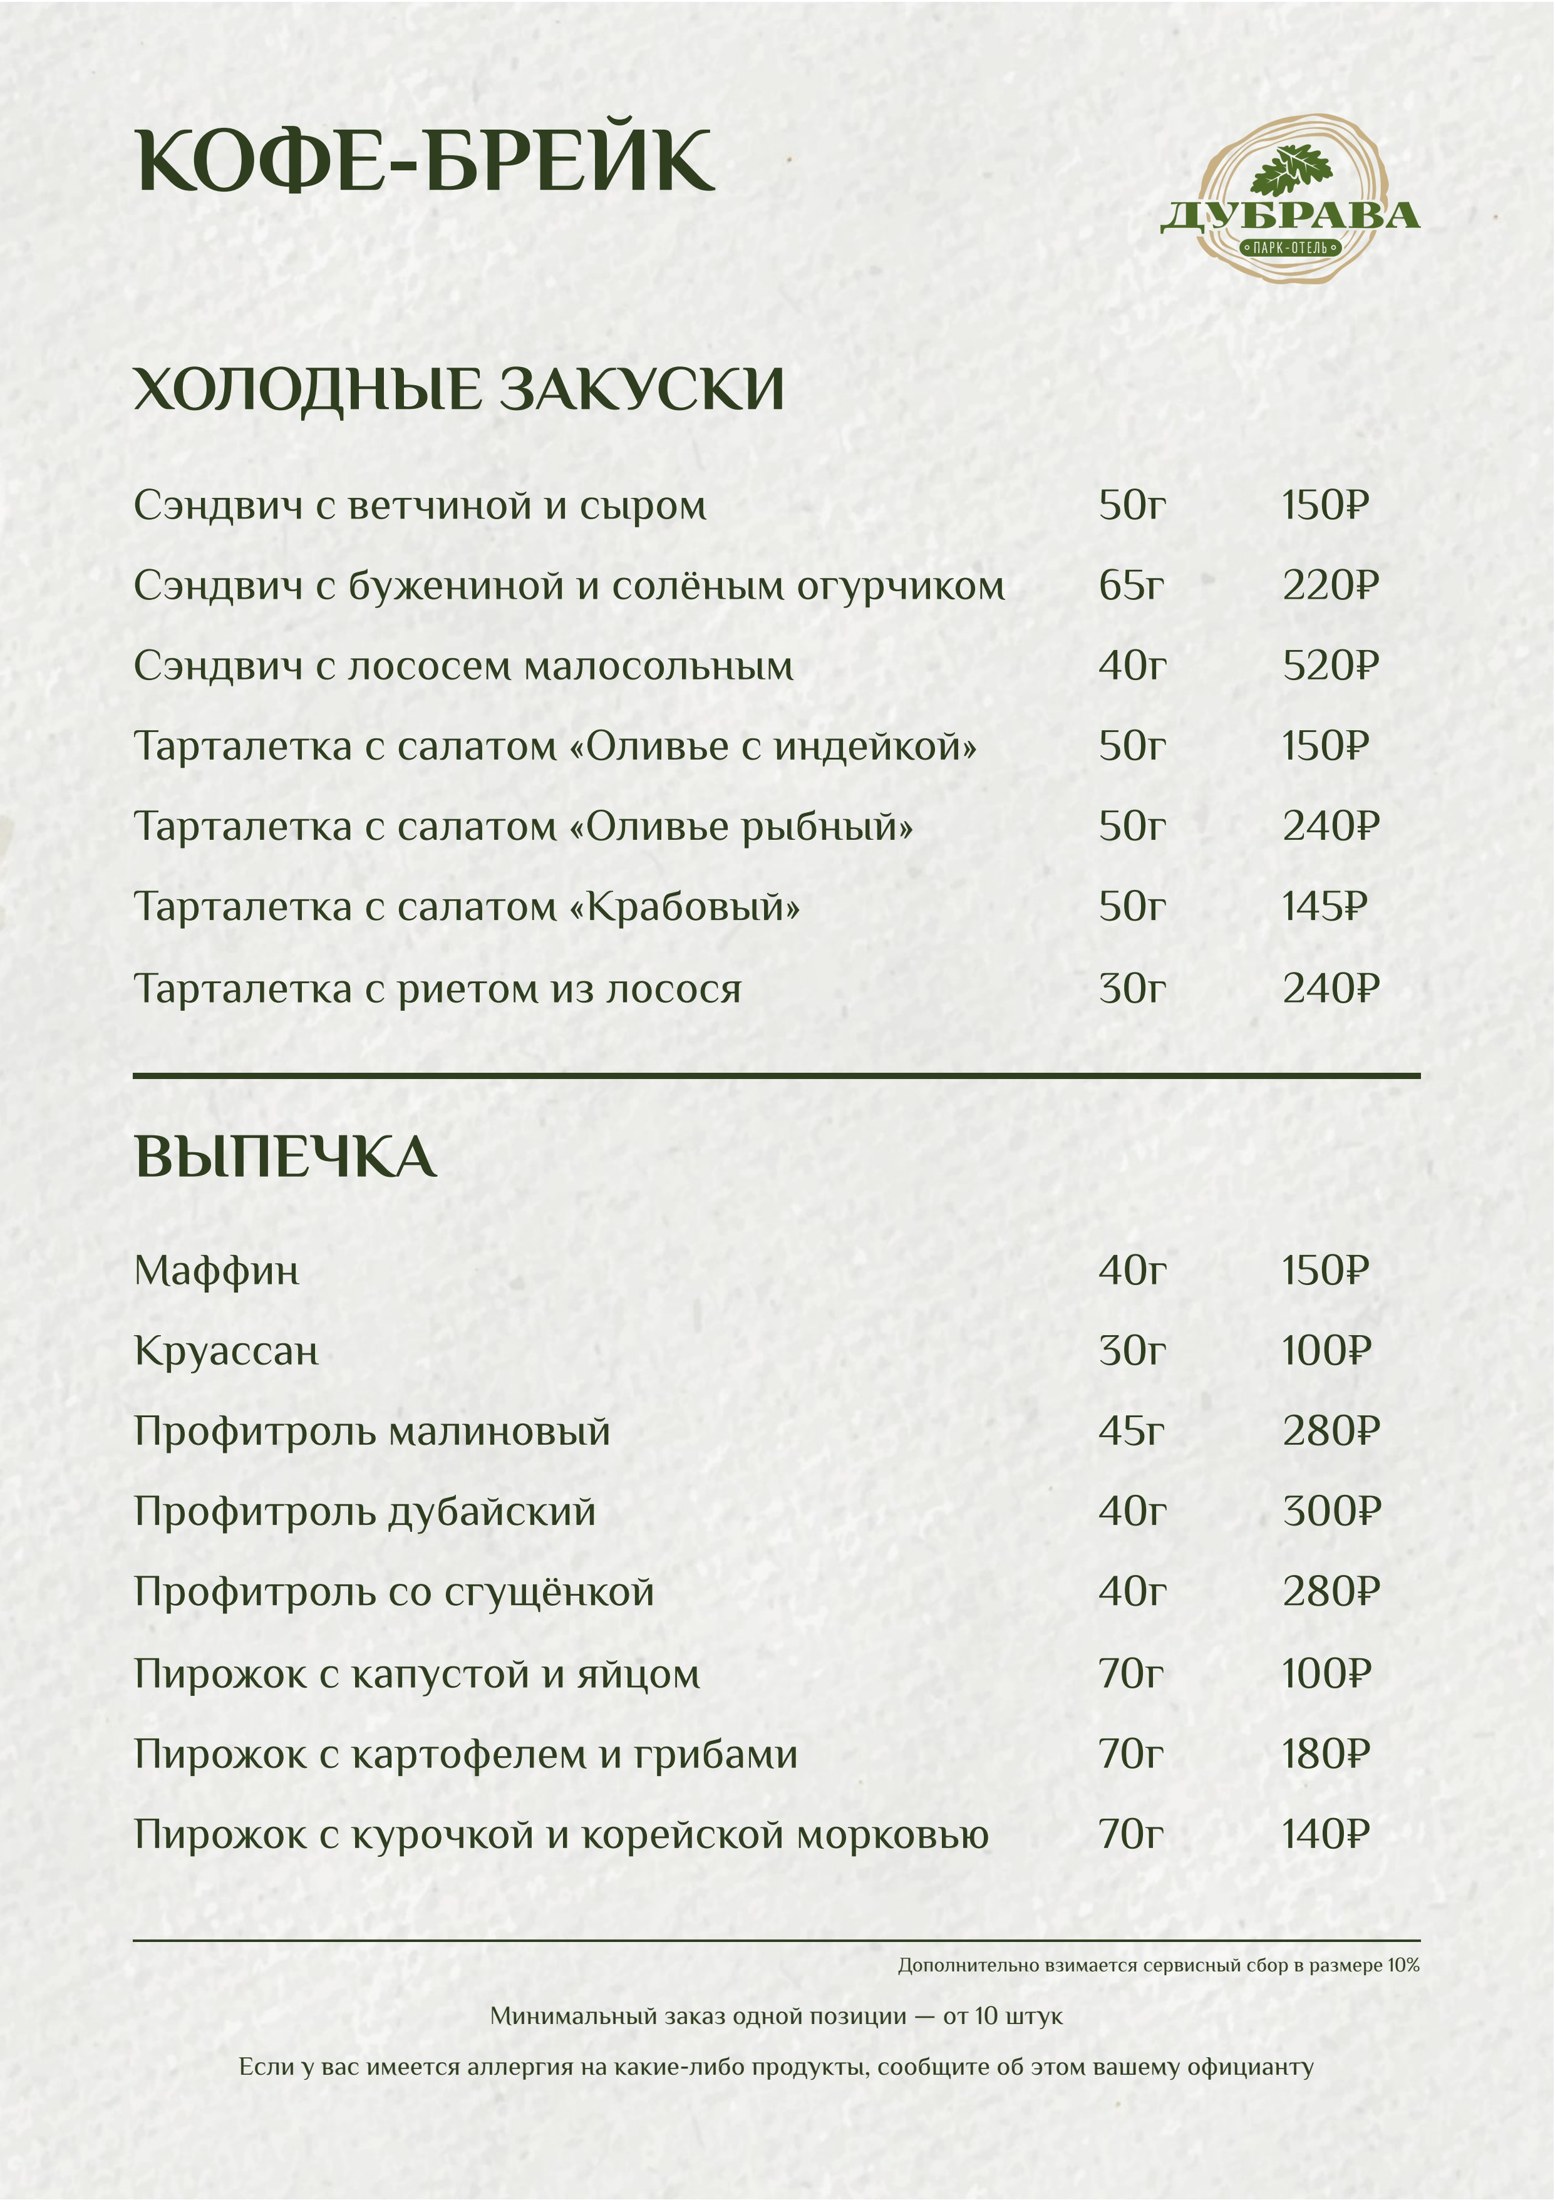 КОФЕ-БРЕЙК
ДУБРАВА
ПАРК-ОТЕЛЬ
ХОЛОДНЫЕ ЗАКУСКИ
Сэндвич с ветчиной и сыром 50г 150₽
Сэндвич с бужениной и солёным огурчиком 65г 220₽
Сэндвич с лососем малосольным 40г 520₽
Тарталетка с салатом «Оливье с индейкой» 50г 150₽
Тарталетка с салатом «Оливье рыбный» 50г 240₽
Тарталетка с салатом «Крабовый» 50г 145₽
Тарталетка с риетом из лосося 30г 240₽
ВЫПЕЧКА
Маффин 40г 150₽
Круассан 30г 100₽
Профитроль малиновый 45г 280₽
Профитроль дубайский 40г 300₽
Профитроль со сгущёнкой 40г 280₽
Пирожок с капустой и яйцом 70г 100₽
Пирожок с картофелем и грибами 70г 180₽
Пирожок с курочкой и корейской морковью 70г 140₽
Дополнительно взимается сервисный сбор в размере 10%
Минимальный заказ одной позиции — от 10 штук
Если у вас имеется аллергия на какие-либо продукты, сообщите об этом вашему официанту